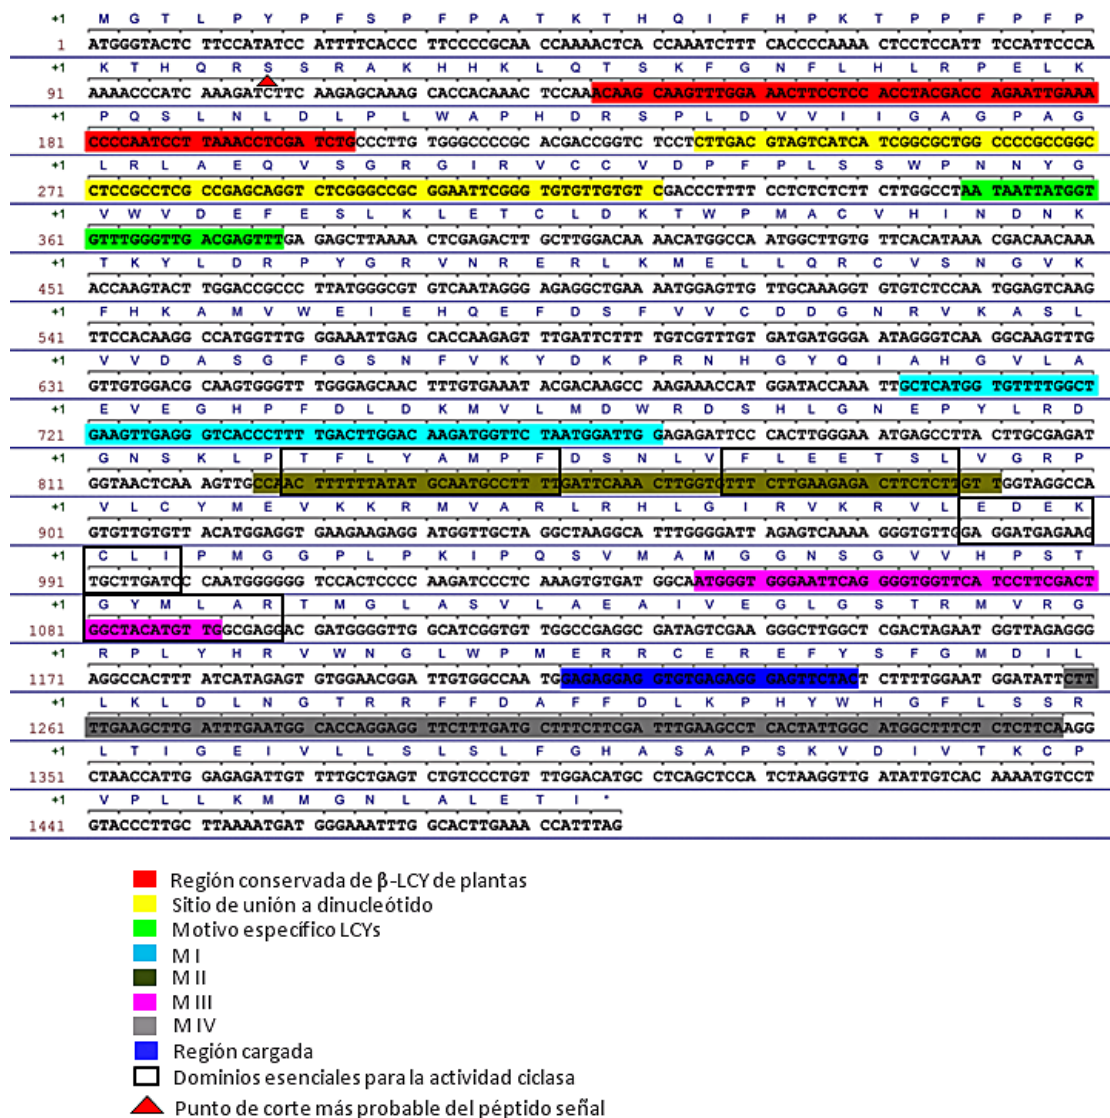 +1 M G T L P Y P F S P F P A T K T H Q I F H P K T P P F P F P
1 ATGGGTACTC TTCCATATCC ATTTTCACCC TTCCCCGCAA CCAAAACTCA CCAAATCTTT CACCCCAAAA CTCCTCCATT TCCATTCCCA
+1 K T H Q R S S R A K H H K L Q T S K F G N F L H L R P E L K
91 AAAACCCATC AAAGATCTTC AAGAGCAAAG CACCACAAAC TCCAAACAAG CAAGTTTGGA AACTTCCTCC ACCTACGACC AGAATTGAAA
+1 P Q S L N L D L P L W A P H D R S P L D V V I I G A G P A G
181 CCCCAATCCT TAAACCTCGA TCTGCCCTTG TGGGCCCCGC ACGACCGGTC TCCTCTTGAC GTAGTCATCA TCGGCGCTGG CCCCGCCGGC
+1 L R L A E Q V S G R G I R V C C V D P F P L S S W P N N Y G
271 CTCCGCCTCG CCGAGCAGGT CTCGGGCCGC GGAATTCGGG TGTGTTGTGT CGACCCTTTT CCTCTCTCTT CTTGGCCTAA TAATTATGGT
+1 V W V D E F E S L K L E T C L D K T W P M A C V H I N D N K
361 GTTTGGGTTG ACGAGTTTGA GAGCTTAAAA CTCGAGACTT GCTTGGACAA AACATGGCCA ATGGCTTGTG TTCACATAAA CGACAACAAA
+1 T K Y L D R P Y G R V N R E R L K M E L L Q R C V S N G V K
451 ACCAAGTACT TGGACCGCCC TTATGGGCGT GTCAATAGGG AGAGGCTGAA AATGGAGTTG TTGCAAAGGT GTGTCTCCAA TGGAGTCAAG
+1 F H K A M V W E I E H Q E F D S F V V C D D G N R V K A S L
541 TTCCACAAGG CCATGGTTTG GGAAATTGAG CACCAAGAGT TTGATTCTTT TGTCGTTTGT GATGATGGGA ATAGGGTCAA GGCAAGTTTG
+1 V V D A S G F G S N F V K Y D K P R N H G Y Q I A H G V L A
631 GTTGTGGACG CAAGTGGGTT TGGGAGCAAC TTTGTGAAAT ACGACAAGCC AAGAAACCAT GGATACCAAA TTGCTCATGG TGTTTTGGCT
+1 E V E G H P F D L D K M V L M D W R D S H L G N E P Y L R D
721 GAAGTTGAGG GTCACCCTTT TGACTTGGAC AAGATGGTTC TAATGGATTG GAGAGATTCC CACTTGGGAA ATGAGCCTTA CTTGCGAGAT
+1 G N S K L P T F L Y A M P F D S N L V F L E E T S L V G R P
811 GGTAACTCAA AGTTGCCAAC TTTTTTATAT GCAATGCCTT TTGATTCAAA CTTGGTGTTT CTTGAAGAGA CTTCTCTTGT TGGTAGGCCA
+1 V L C Y M E V K K R M V A R L R H L G I R V K R V L E D E K
901 GTGTTGTGTT ACATGGAGGT GAAGAAGAGG ATGGTTGCTA GGCTAAGGCA TTTGGGGATT AGAGTCAAAA GGGTGTTGGA GGATGAGAAG
+1 C L I P M G G P L P K I P Q S V M A M G G N S G V V H P S T
991 TGCTTGATCC CAATGGGGGG TCCACTCCCC AAGATCCCTC AAAGTGTGAT GGCAATGGGT GGGAATTCAG GGGTGGTTCA TCCTTCGACT
+1 G Y M L A R T M G L A S V L A E A I V E G L G S T R M V R G
1081 GGCTACATGT TGGCGAGGAC GATGGGGTTG GCATCGGTGT TGGCCGAGGC GATAGTCGAA GGGCTTGGCT CGACTAGAAT GGTTAGAGGG
+1 R P L Y H R V W N G L W P M E R R C E R E F Y S F G M D I L
1171 AGGCCACTTT ATCATAGAGT GTGGAACGGA TTGTGGCCAA TGGAGAGGAG GTGTGAGAGG GAGTTCTACT CTTTTGGAAT GGATATTCTT
+1 L K L D L N G T R R F F D A F F D L K P H Y W H G F L S S R
1261 TTGAAGCTTG ATTTGAATGG CACCAGGAGG TTCTTTGATG CTTTCTTCGA TTTGAAGCCT CACTATTGGC ATGGCTTTCT CTCTTCAAGG
+1 L T I G E I V L L S L S L F G H A S A P S K V D I V T K C P
1351 CTAACCATTG GAGAGATTGT TTTGCTGAGT CTGTCCCTGT TTGGACATGC CTCAGCTCCA TCTAAGGTTG ATATTGTCAC AAAATGTCCT
+1 V P L L K M M G N L A L E T I *
1441 GTACCCTTGC TTAAAATGAT GGGAAATTTG GCACTTGAAA CCATTTAG
Región conservada de β-LCY de plantas
Sitio de unión a dinucleótido
Motivo específico LCYs
M I
M II
M III
M IV
Región cargada
Dominios esenciales para la actividad ciclasa
Punto de corte más probable del péptido señal